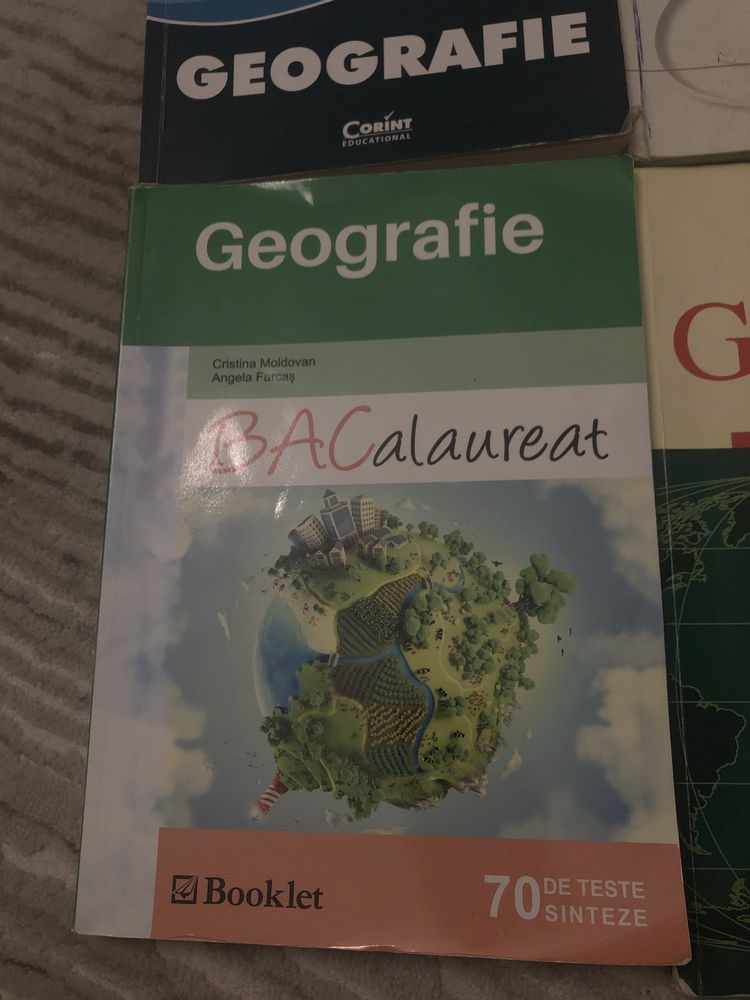 GEOGRAFIE
CORINT
EDUCATIONAL
Geografie
Cristina Moldovan
Angela Farcaș
BACalaureat
G
Booklet
70 DE TESTE
SINTEZE